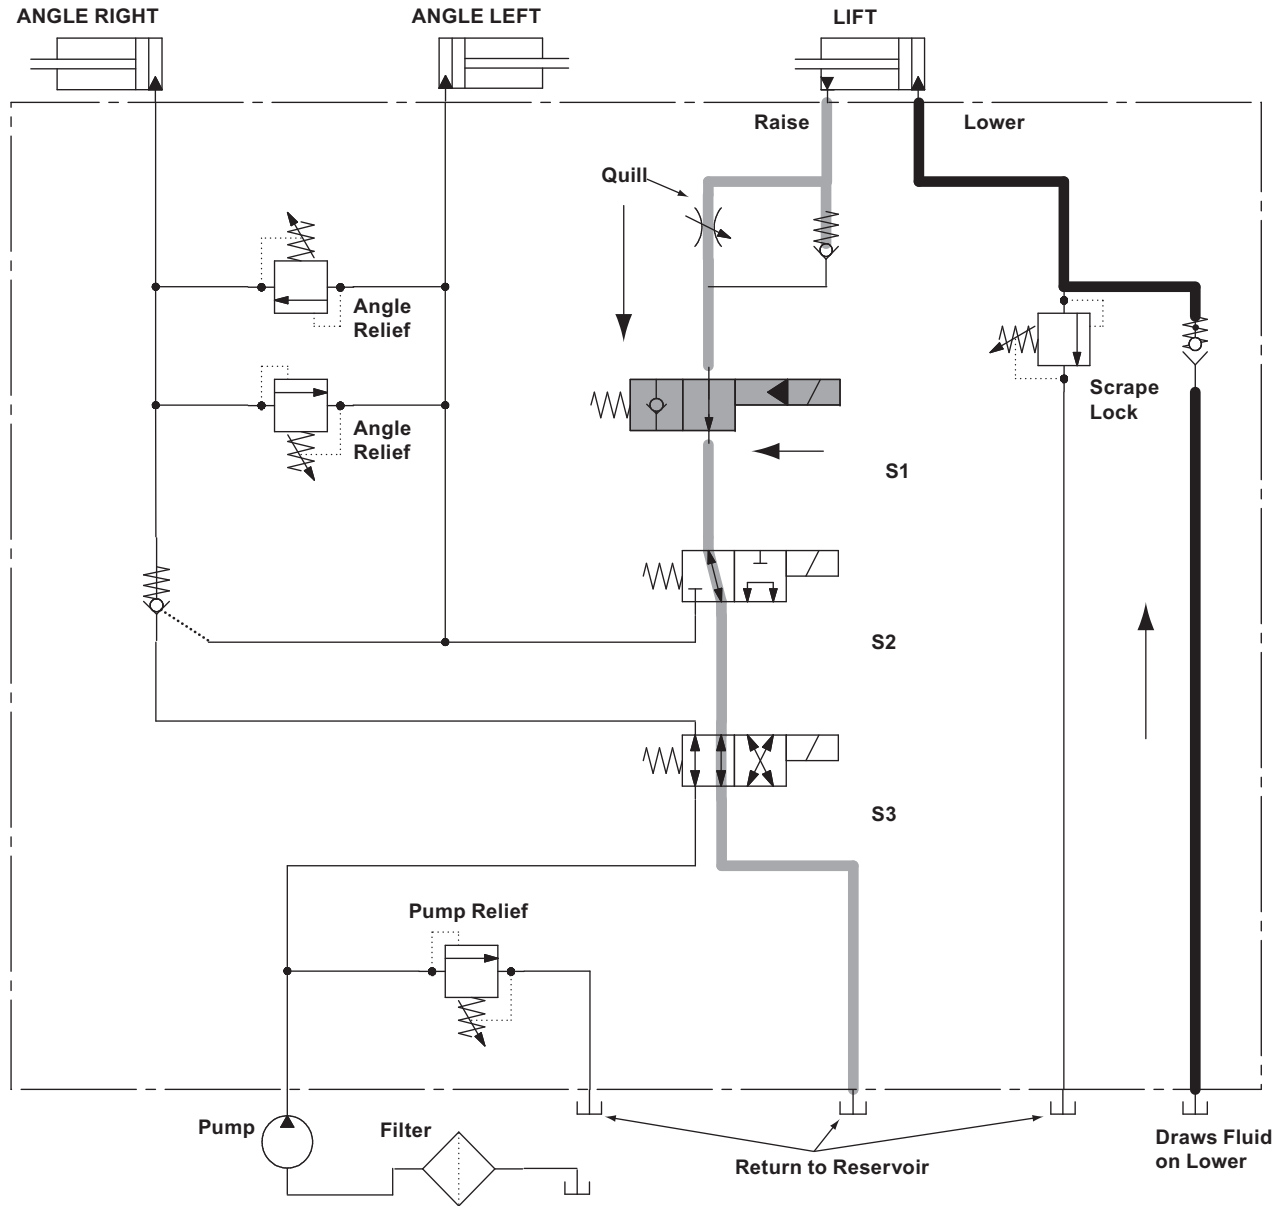 ANGLE RIGHT
ANGLE LEFT
LIFT
Raise
Lower
Quill
Angle
Relief
Scrape
Lock
Angle
Relief
S1
S2
S3
Pump Relief
Pump
Filter
Return to Reservoir
Draws Fluid
on Lower